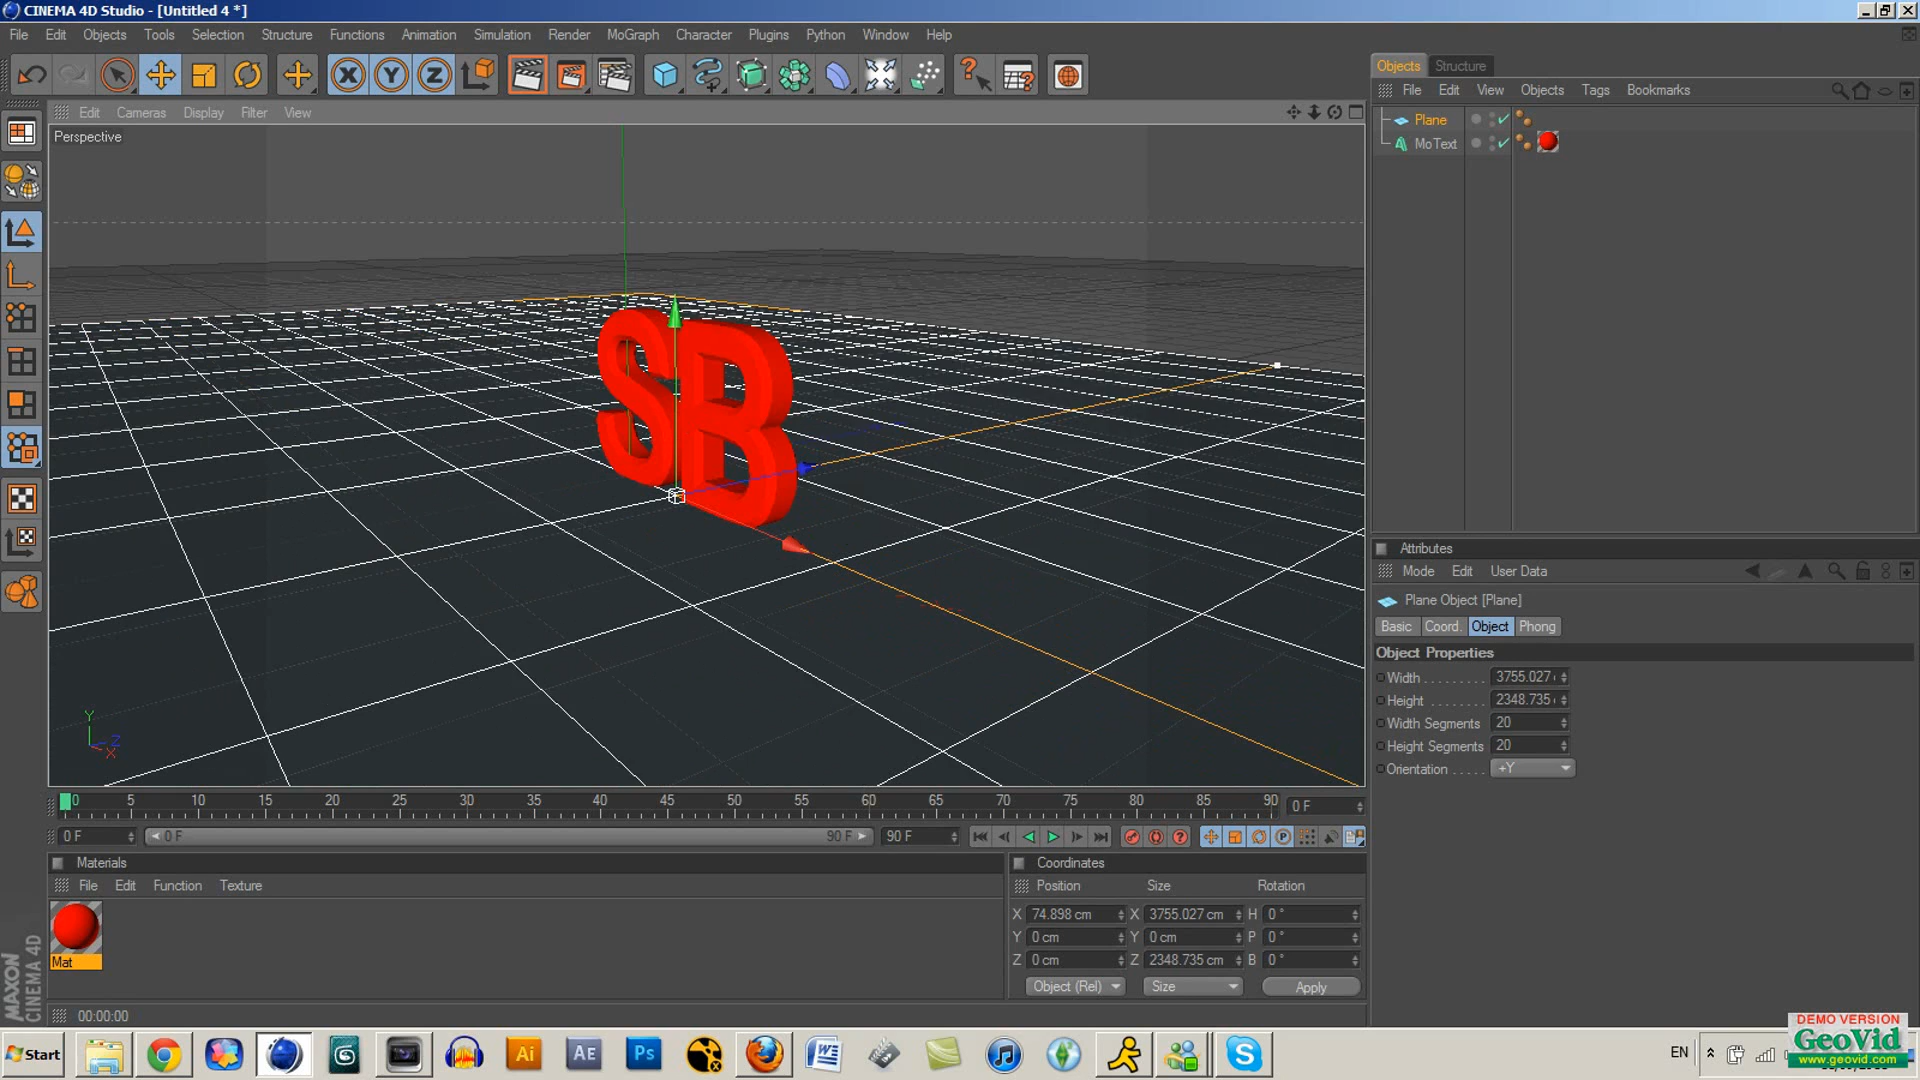 CINEMA 4D Studio - [Untitled 4 *]
File Edit Objects Tools Selection Structure Functions Animation Simulation Render MoGraph Character Plugins Python Window Help
X Y Z
Objects Structure
File Edit View Objects Tags Bookmarks
Edit Cameras Display Filter View
Perspective
Plane
MoText
SB
Y
Z
X
Attributes
Mode Edit User Data
Plane Object [Plane]
Basic Coord. Object Phong
Object Properties
Width . . . . . . . . 3755.027
Height . . . . . . . 2348.735
Width Segments 20
Height Segments 20
Orientation . . . . . +Y
0 5 10 15 20 25 30 35 40 45 50 55 60 65 70 75 80 85 90 0 F
0 F 0 F 90 F 90 F
Materials
File Edit Function Texture
Mat
Coordinates
Position Size Rotation
X 74.898 cm X 3755.027 cm H 0 °
Y 0 cm Y 0 cm P 0 °
Z 0 cm Z 2348.735 cm B 0 °
Object (Rel) Size Apply
MAXON
CINEMA 4D
00:00:00
Start Ai AE Ps EN
DEMO VERSION
GeoVid
www.geovid.com